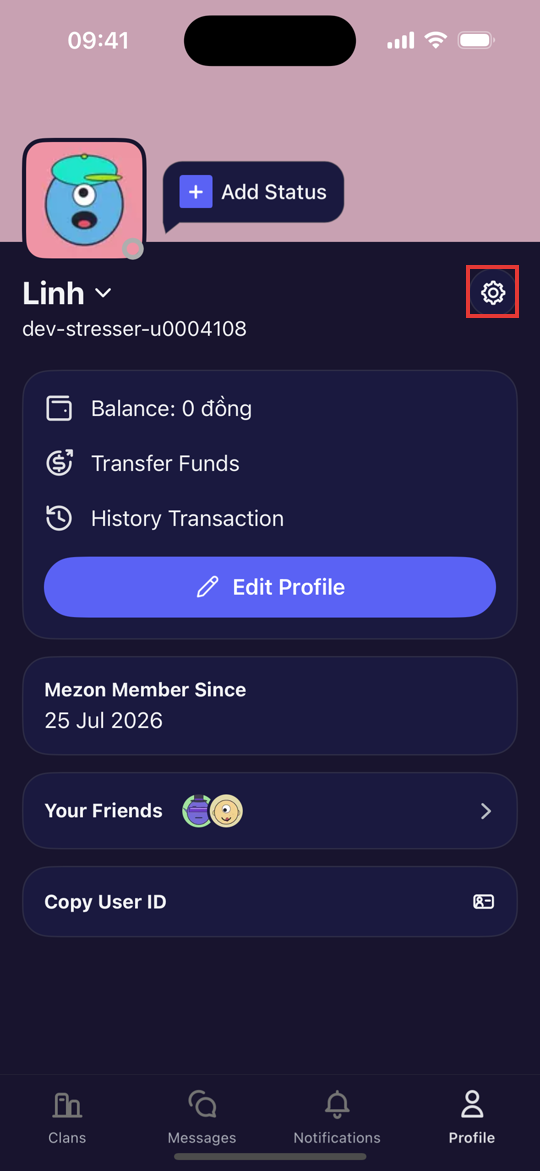 09:41
Add Status
Linh
dev-stresser-u0004108
Balance: 0 đồng
Transfer Funds
History Transaction
Edit Profile
Mezon Member Since
25 Jul 2026
Your Friends
Copy User ID
Clans
Messages
Notifications
Profile